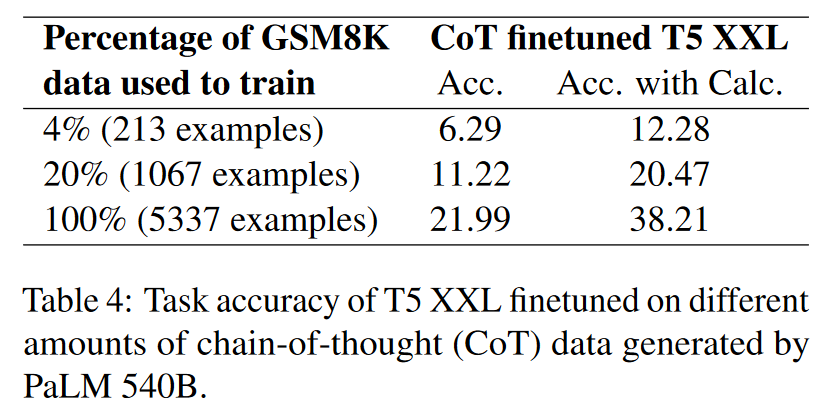 Percentage of GSM8K CoT finetuned T5 XXL
data used to train Acc. Acc. with Calc.
4% (213 examples) 6.29 12.28
20% (1067 examples) 11.22 20.47
100% (5337 examples) 21.99 38.21
Table 4: Task accuracy of T5 XXL finetuned on different
amounts of chain-of-thought (CoT) data generated by
PaLM 540B.